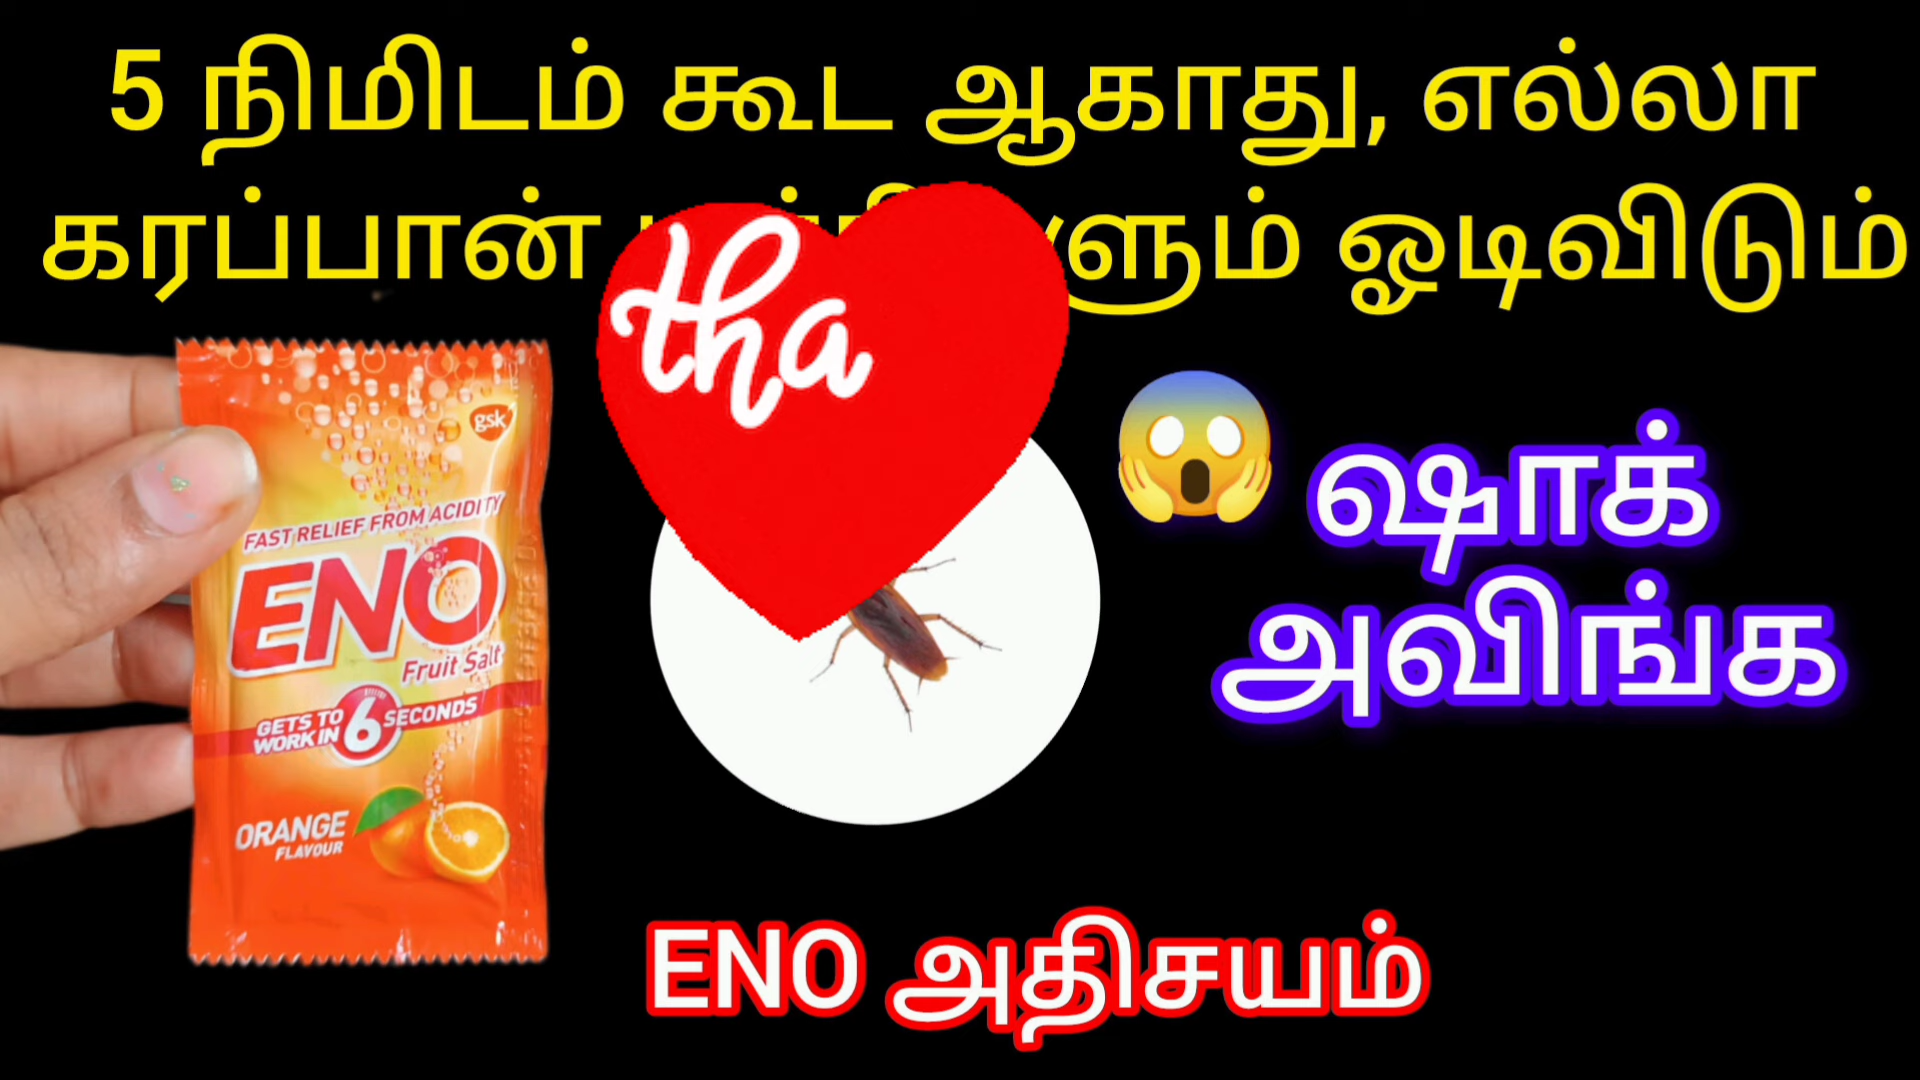 5 நிமிடம் கூட ஆகாது, எல்லா
கரப்பான் ஓடிவிடும்
tha
gsk
FAST RELIEF FROM ACIDITY
ENO
Fruit Salt
GETS TO
WORK IN 6 SECONDS
ORANGE
FLAVOUR
ஷாக்
அவிங்க
ENO அதிசயம்